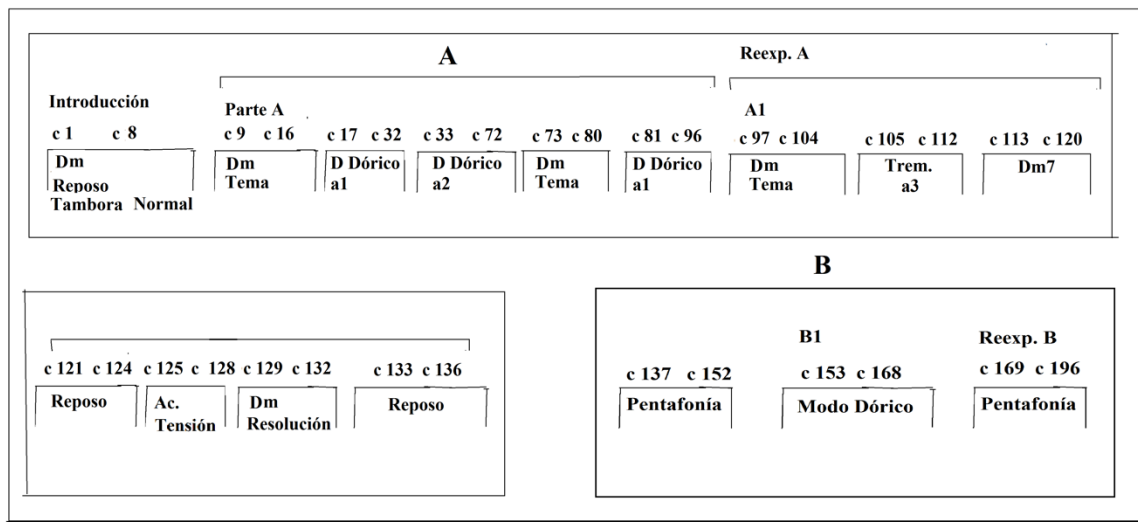 A
Reexp. A
Introducción
Parte A
A1
c 1 c 8
c 9 c 16
c 17 c 32
c 33 c 72
c 73 c 80
c 81 c 96
c 97 c 104
c 105 c 112
c 113 c 120
Dm
Reposo
Tambora Normal
Dm
Tema
D Dórico
a1
D Dórico
a2
Dm
Tema
D Dórico
a1
Dm
Tema
Trem.
a3
Dm7
c 121 c 124
c 125 c 128
c 129 c 132
c 133 c 136
Reposo
Ac.
Tensión
Dm
Resolución
Reposo
B
B1
Reexp. B
c 137 c 152
c 153 c 168
c 169 c 196
Pentafonía
Modo Dórico
Pentafonía